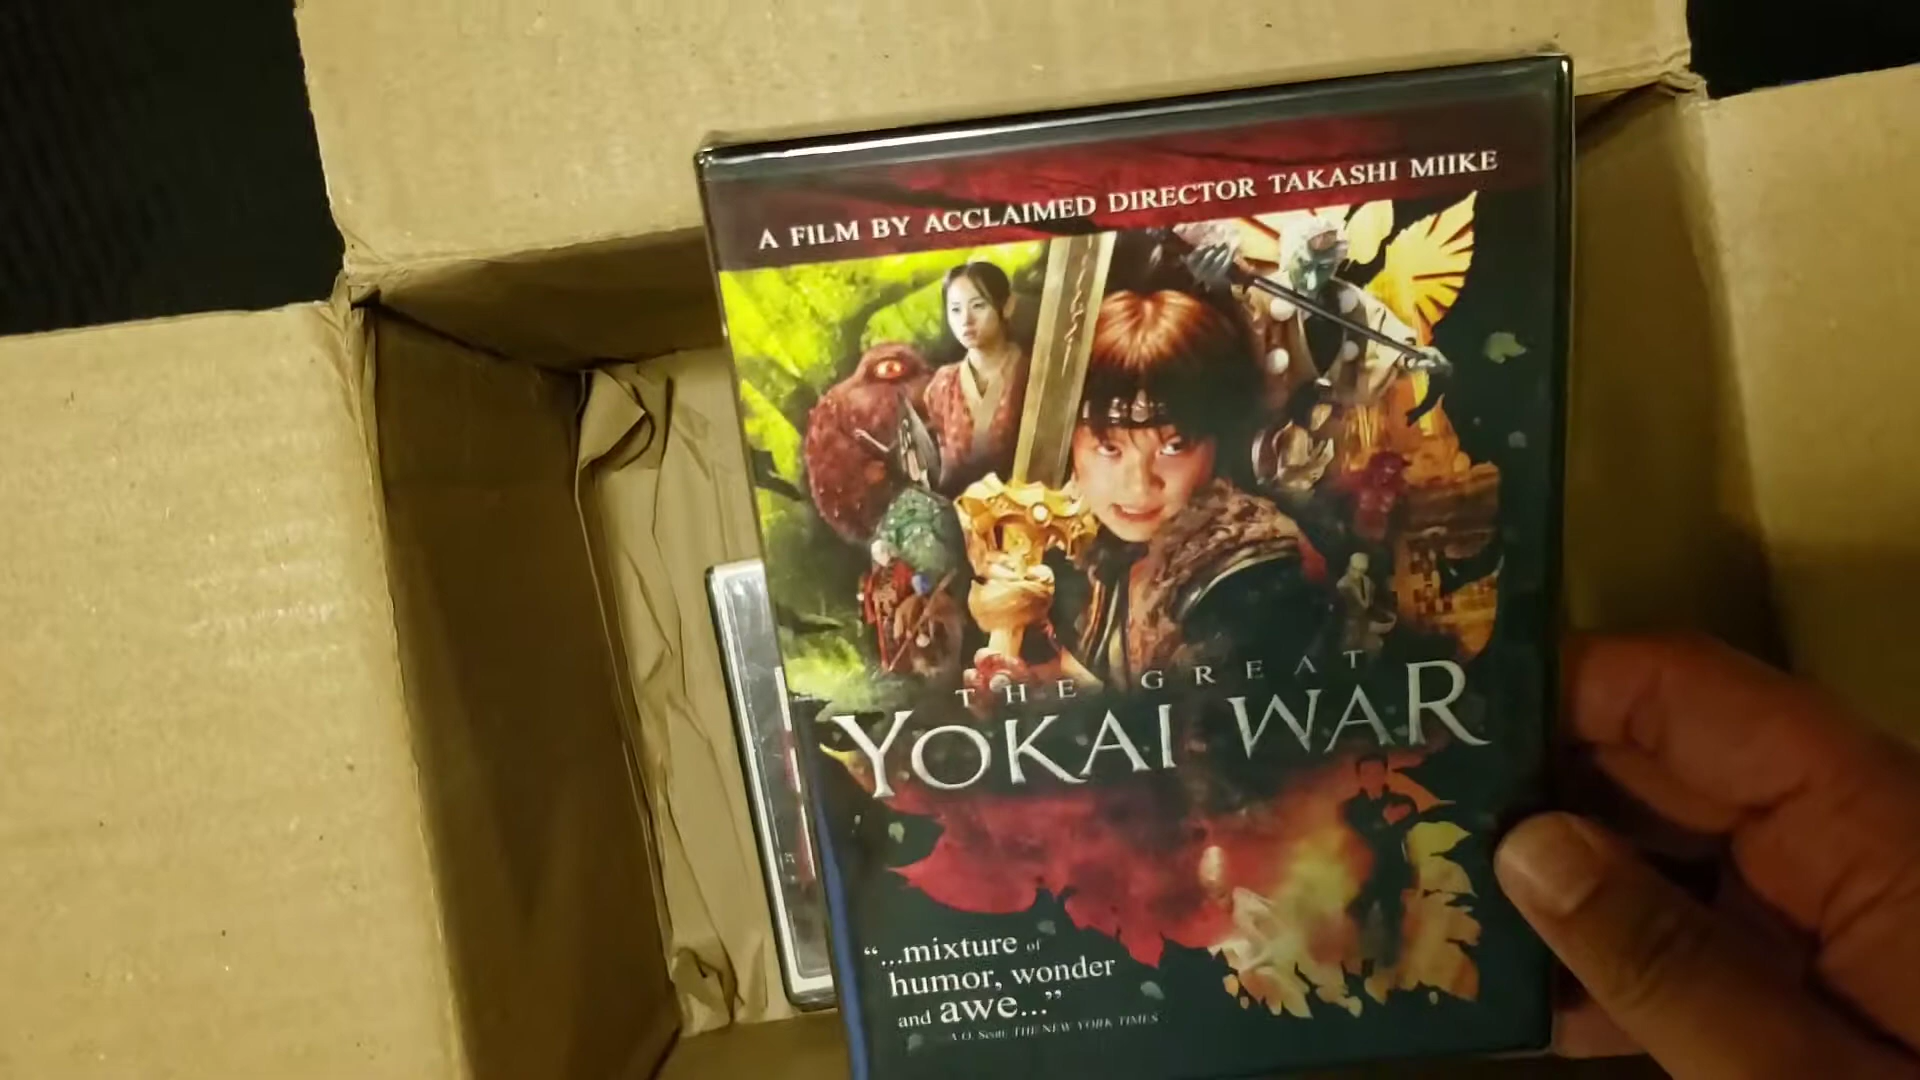 A FILM BY ACCLAIMED DIRECTOR TAKASHI MIIKE
THE GREAT
YOKAI WAR
“...mixture of
humor, wonder
and awe...”
A.O. Scott, THE NEW YORK TIMES